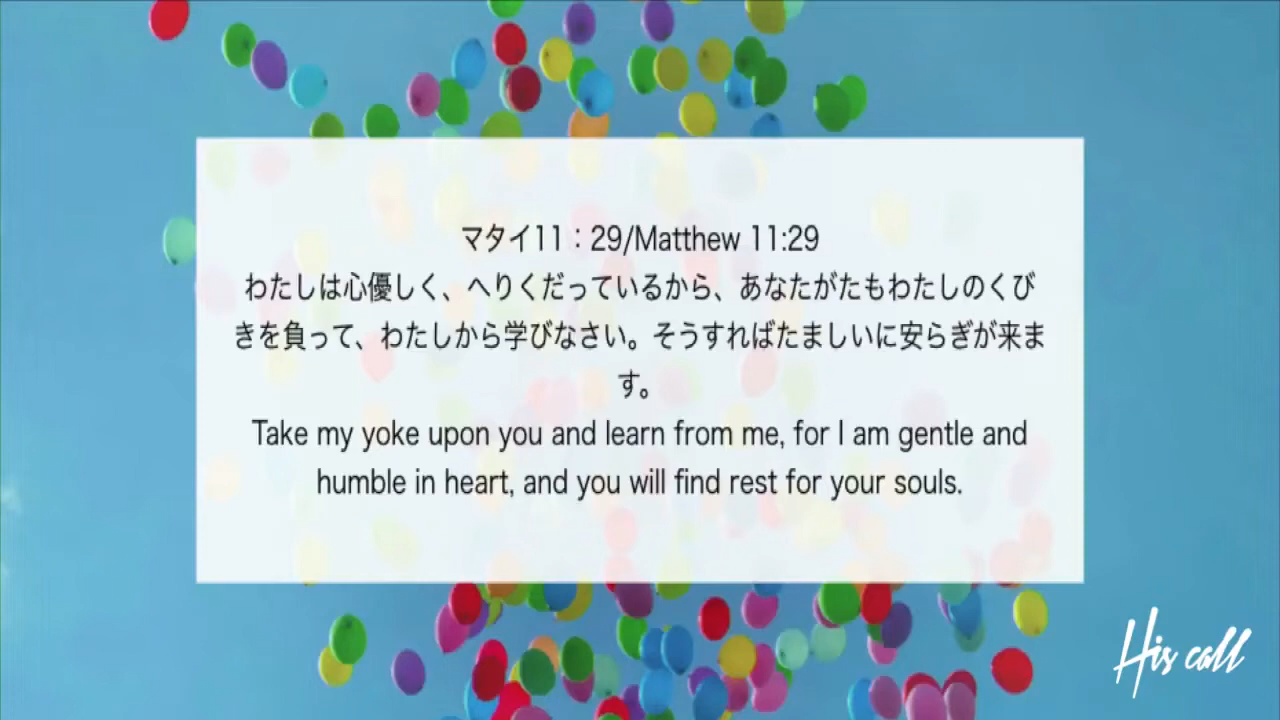 マタイ11：29/Matthew 11:29
わたしは心優しく、へりくだっているから、あなたがたもわたしのくび
きを負って、わたしから学びなさい。そうすればたましいに安らぎが来ま
す。
Take my yoke upon you and learn from me, for I am gentle and
humble in heart, and you will find rest for your souls.
His call